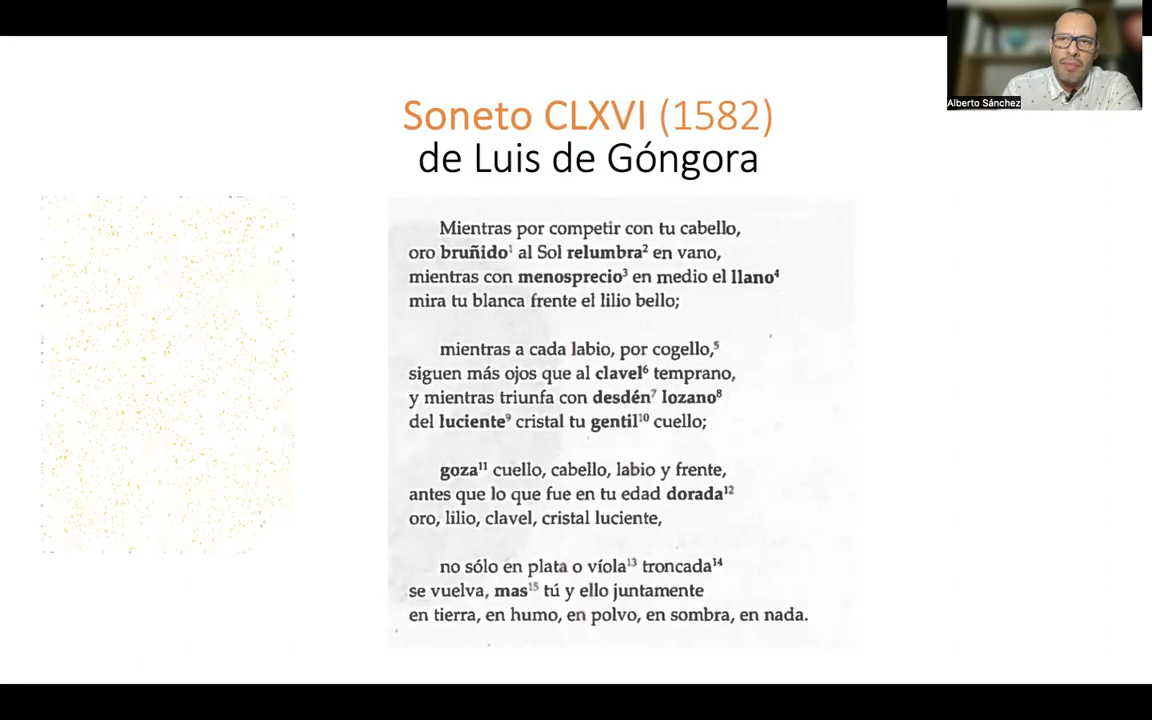 Alberto Sánchez
Soneto CLXVI (1582)
de Luis de Góngora
Mientras por competir con tu cabello,
oro bruñido¹ al Sol relumbra² en vano,
mientras con menosprecio³ en medio el llano⁴
mira tu blanca frente el lilio bello;
mientras a cada labio, por cogello,⁵
siguen más ojos que al clavel⁶ temprano,
y mientras triunfa con desdén⁷ lozano⁸
del luciente⁹ cristal tu gentil¹⁰ cuello;
goza¹¹ cuello, cabello, labio y frente,
antes que lo que fue en tu edad dorada¹²
oro, lilio, clavel, cristal luciente,
no sólo en plata o víola¹³ troncada¹⁴
se vuelva, mas¹⁵ tú y ello juntamente
en tierra, en humo, en polvo, en sombra, en nada.